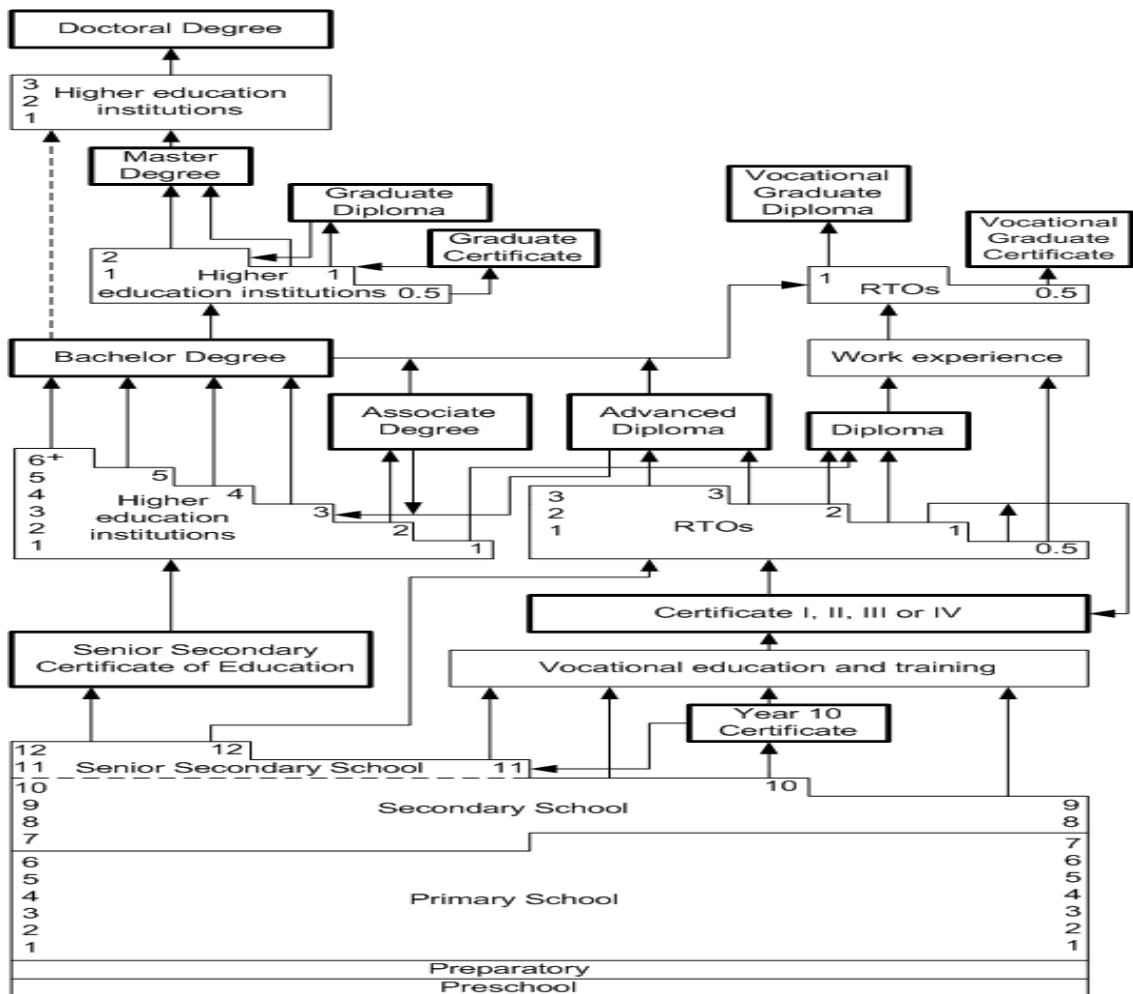 Doctoral Degree
3
2
1
Higher education
institutions
Master
Degree
Graduate
Diploma
Graduate
Certificate
Vocational
Graduate
Diploma
Vocational
Graduate
Certificate
2
1
Higher
education institutions
1
0.5
1
RTOs
0.5
Bachelor Degree
Work experience
Associate
Degree
Advanced
Diploma
Diploma
6+
5
4
3
2
1
Higher
education
institutions
5
4
3
2
1
3
2
1
RTOs
3
2
1
0.5
Certificate I, II, III or IV
Senior Secondary
Certificate of Education
Vocational education and training
Year 10
Certificate
12
11
12
Senior Secondary School
11
10
9
8
7
Secondary School
10
9
8
7
6
5
4
3
2
1
Primary School
6
5
4
3
2
1
Preparatory
Preschool